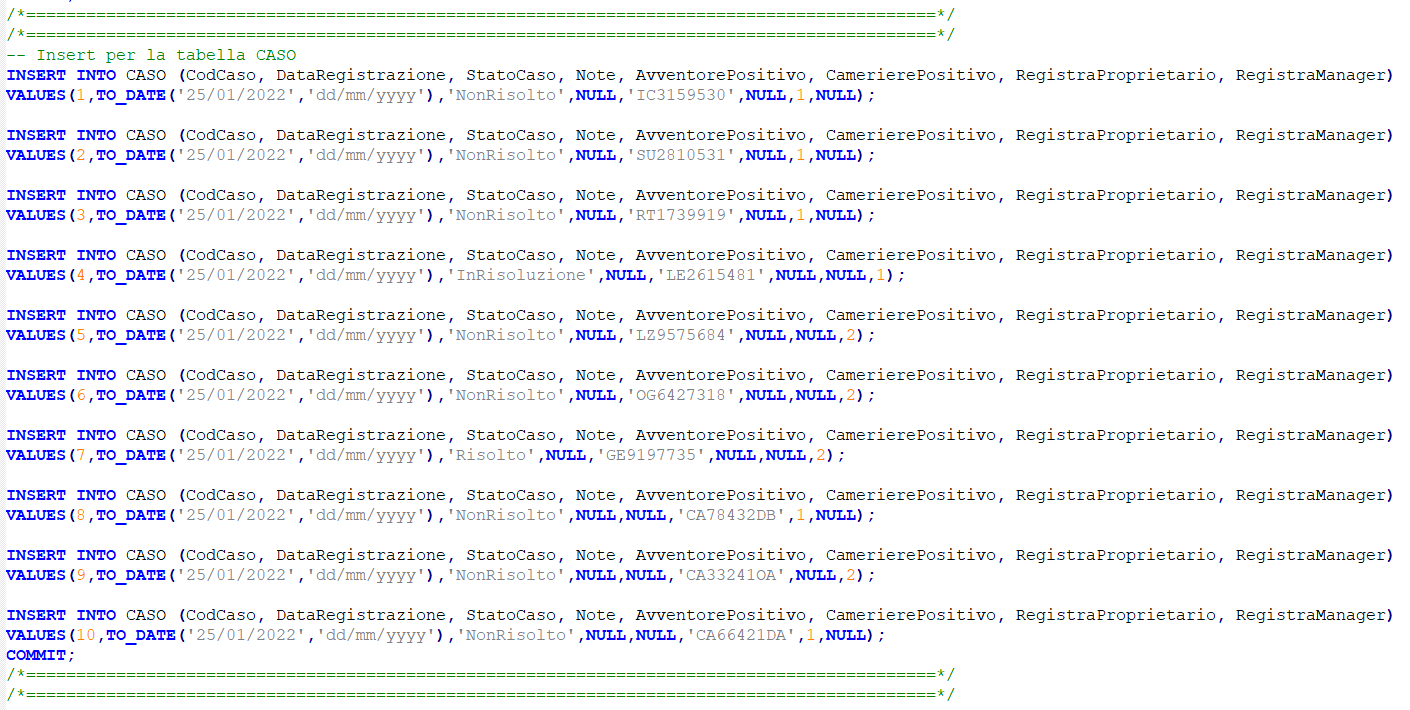 /*===========================================================================================*/
/*===========================================================================================*/
-- Insert per la tabella CASO
INSERT INTO CASO (CodCaso, DataRegistrazione, StatoCaso, Note, AvventorePositivo, CamerierePositivo, RegistraProprietario, RegistraManager)
VALUES(1,TO_DATE('25/01/2022','dd/mm/yyyy'),'NonRisolto',NULL,'IC3159530',NULL,1,NULL);
INSERT INTO CASO (CodCaso, DataRegistrazione, StatoCaso, Note, AvventorePositivo, CamerierePositivo, RegistraProprietario, RegistraManager)
VALUES(2,TO_DATE('25/01/2022','dd/mm/yyyy'),'NonRisolto',NULL,'SU2810531',NULL,1,NULL);
INSERT INTO CASO (CodCaso, DataRegistrazione, StatoCaso, Note, AvventorePositivo, CamerierePositivo, RegistraProprietario, RegistraManager)
VALUES(3,TO_DATE('25/01/2022','dd/mm/yyyy'),'NonRisolto',NULL,'RT1739919',NULL,1,NULL);
INSERT INTO CASO (CodCaso, DataRegistrazione, StatoCaso, Note, AvventorePositivo, CamerierePositivo, RegistraProprietario, RegistraManager)
VALUES(4,TO_DATE('25/01/2022','dd/mm/yyyy'),'InRisoluzione',NULL,'LE2615481',NULL,NULL,1);
INSERT INTO CASO (CodCaso, DataRegistrazione, StatoCaso, Note, AvventorePositivo, CamerierePositivo, RegistraProprietario, RegistraManager)
VALUES(5,TO_DATE('25/01/2022','dd/mm/yyyy'),'NonRisolto',NULL,'LZ9575684',NULL,NULL,2);
INSERT INTO CASO (CodCaso, DataRegistrazione, StatoCaso, Note, AvventorePositivo, CamerierePositivo, RegistraProprietario, RegistraManager)
VALUES(6,TO_DATE('25/01/2022','dd/mm/yyyy'),'NonRisolto',NULL,'OG6427318',NULL,NULL,2);
INSERT INTO CASO (CodCaso, DataRegistrazione, StatoCaso, Note, AvventorePositivo, CamerierePositivo, RegistraProprietario, RegistraManager)
VALUES(7,TO_DATE('25/01/2022','dd/mm/yyyy'),'Risolto',NULL,'GE9197735',NULL,NULL,2);
INSERT INTO CASO (CodCaso, DataRegistrazione, StatoCaso, Note, AvventorePositivo, CamerierePositivo, RegistraProprietario, RegistraManager)
VALUES(8,TO_DATE('25/01/2022','dd/mm/yyyy'),'NonRisolto',NULL,NULL,'CA78432DB',1,NULL);
INSERT INTO CASO (CodCaso, DataRegistrazione, StatoCaso, Note, AvventorePositivo, CamerierePositivo, RegistraProprietario, RegistraManager)
VALUES(9,TO_DATE('25/01/2022','dd/mm/yyyy'),'NonRisolto',NULL,NULL,'CA33241OA',NULL,2);
INSERT INTO CASO (CodCaso, DataRegistrazione, StatoCaso, Note, AvventorePositivo, CamerierePositivo, RegistraProprietario, RegistraManager)
VALUES(10,TO_DATE('25/01/2022','dd/mm/yyyy'),'NonRisolto',NULL,NULL,'CA66421DA',1,NULL);
COMMIT;
/*===========================================================================================*/
/*===========================================================================================*/